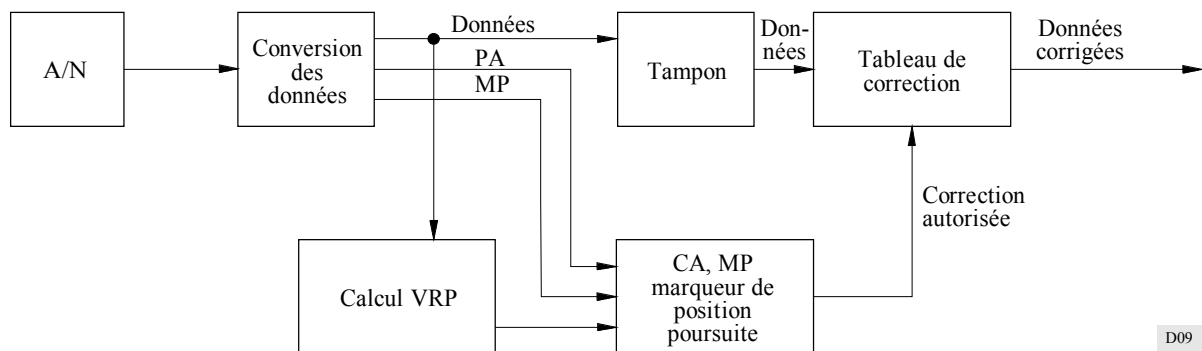 A/N
Conversion
des
données
Données
PA
MP
Tampon
Don-
nées
Tableau de
correction
Données
corrigées
Correction
autorisée
Calcul VRP
CA, MP
marqueur de
position
poursuite
D09